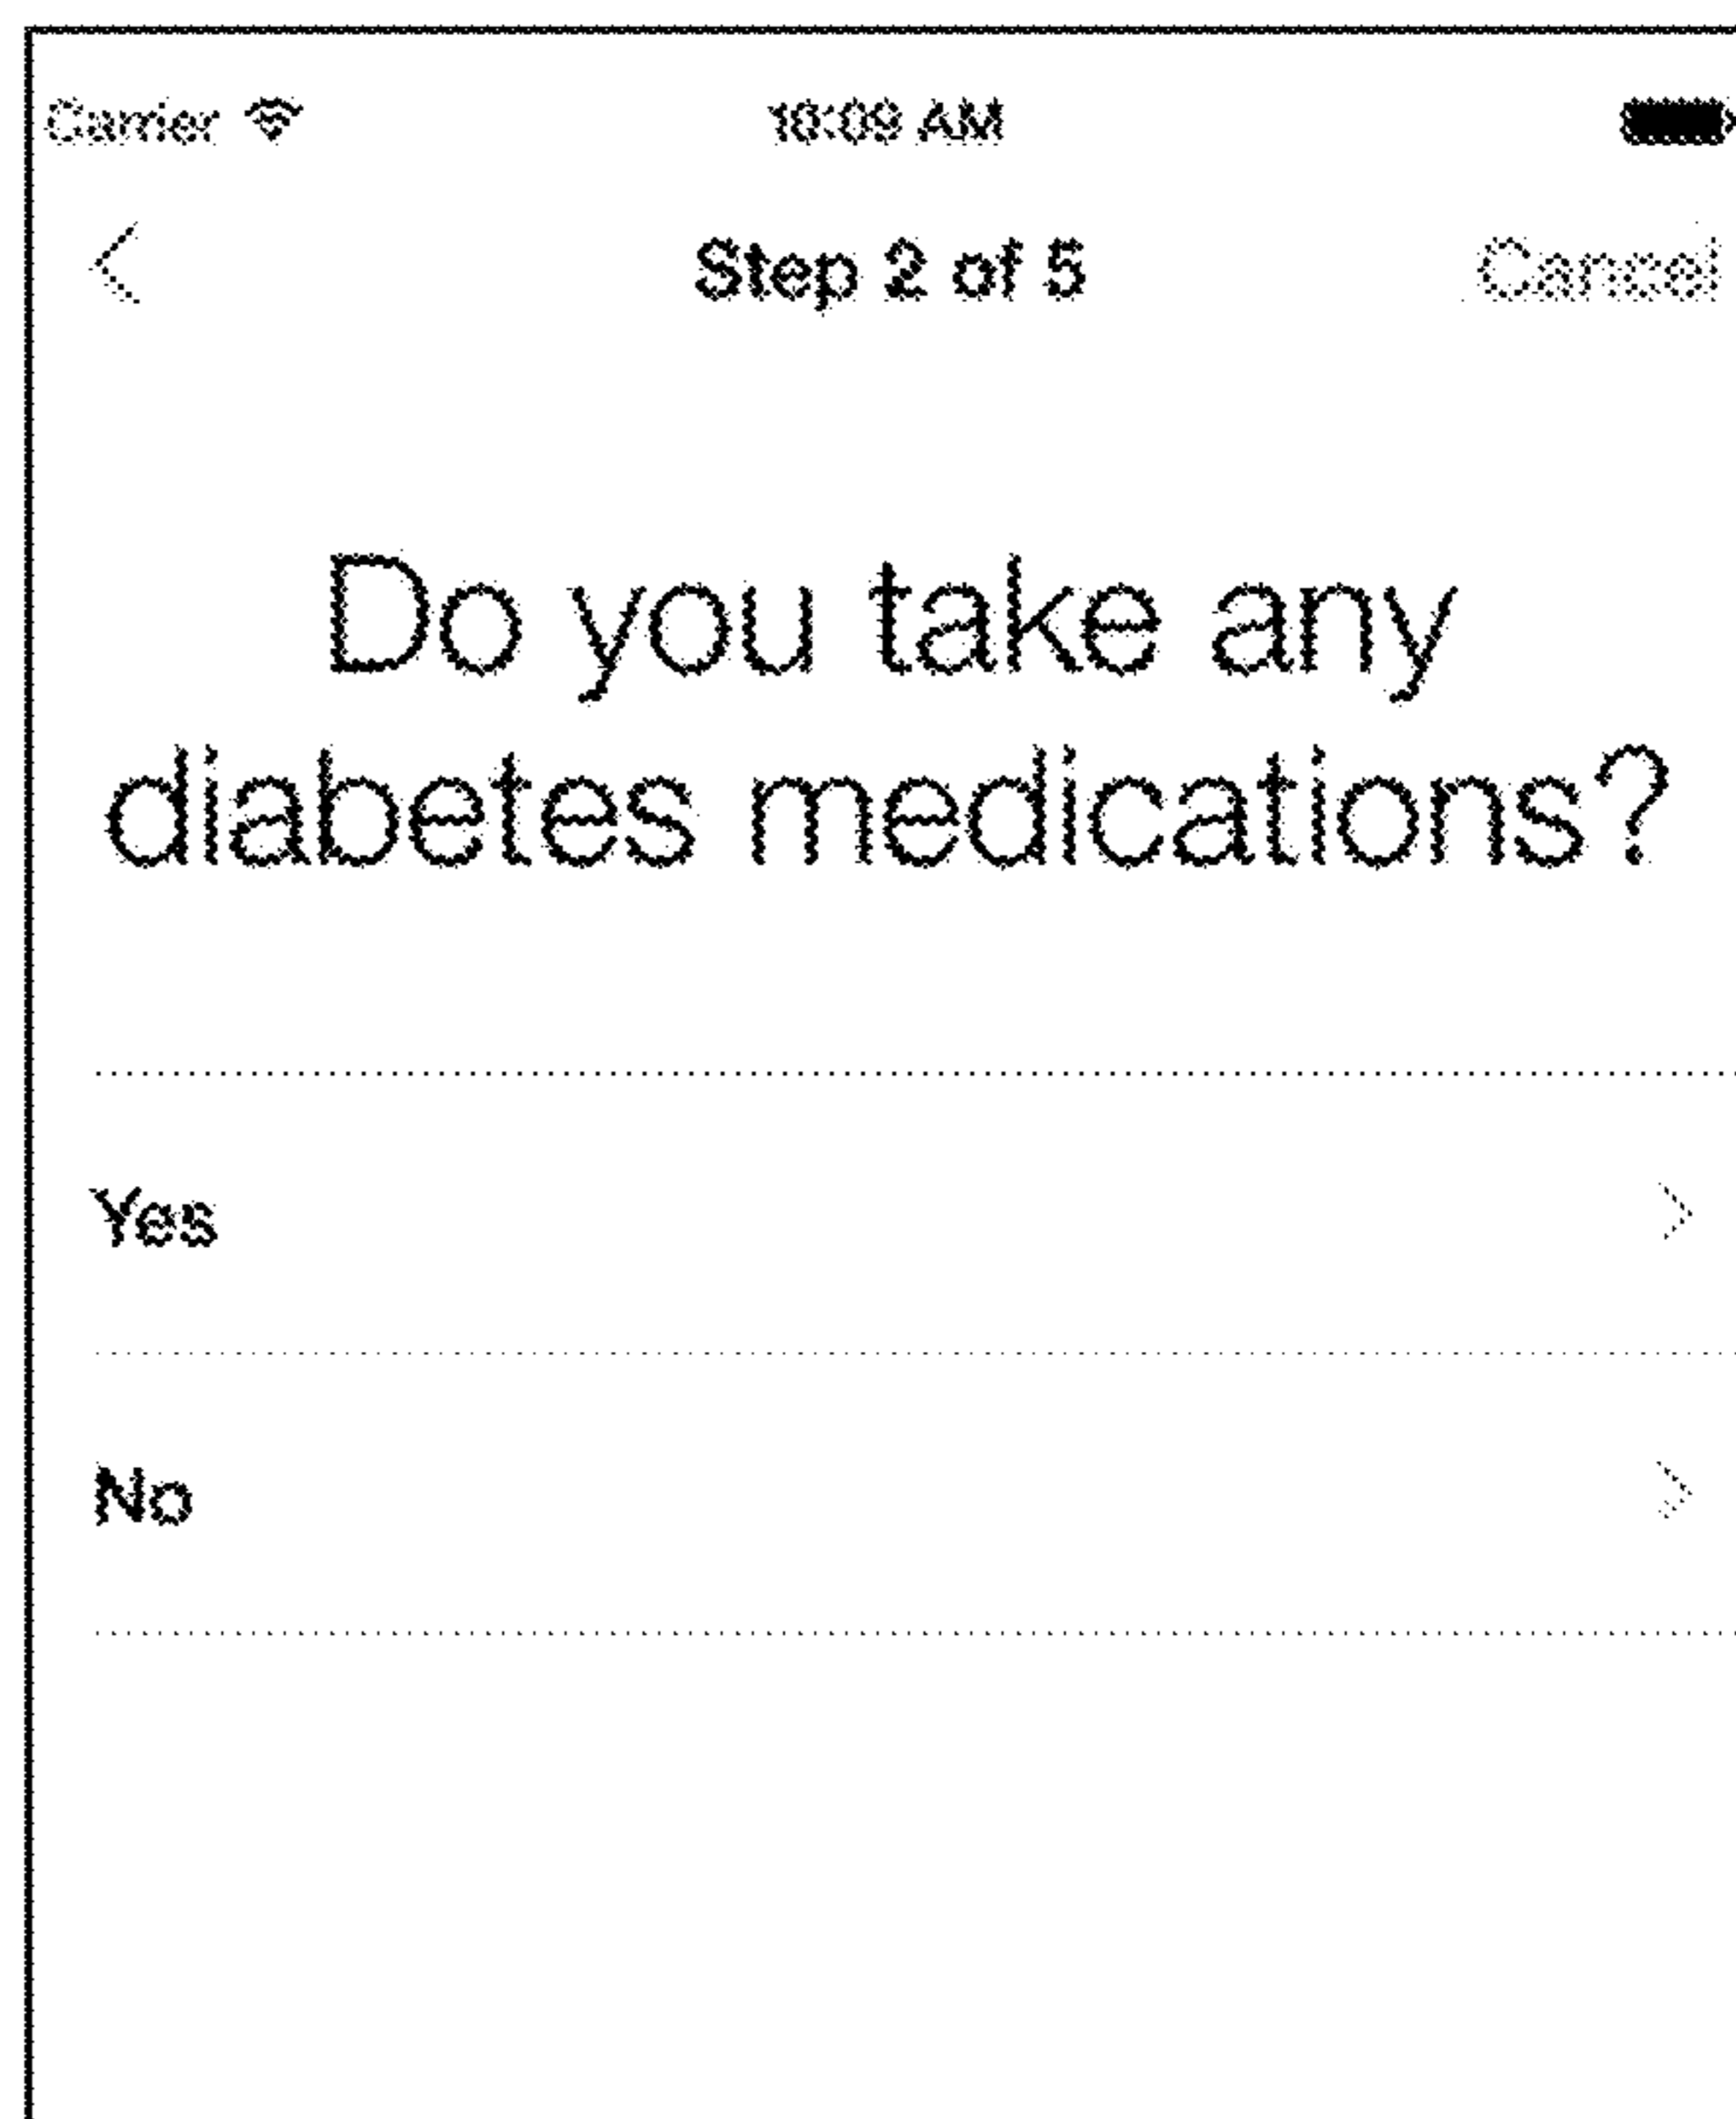 Carrier 10:09 AM
Step 2 of 5 Cancel
Do you take any
diabetes medications?
Yes
No